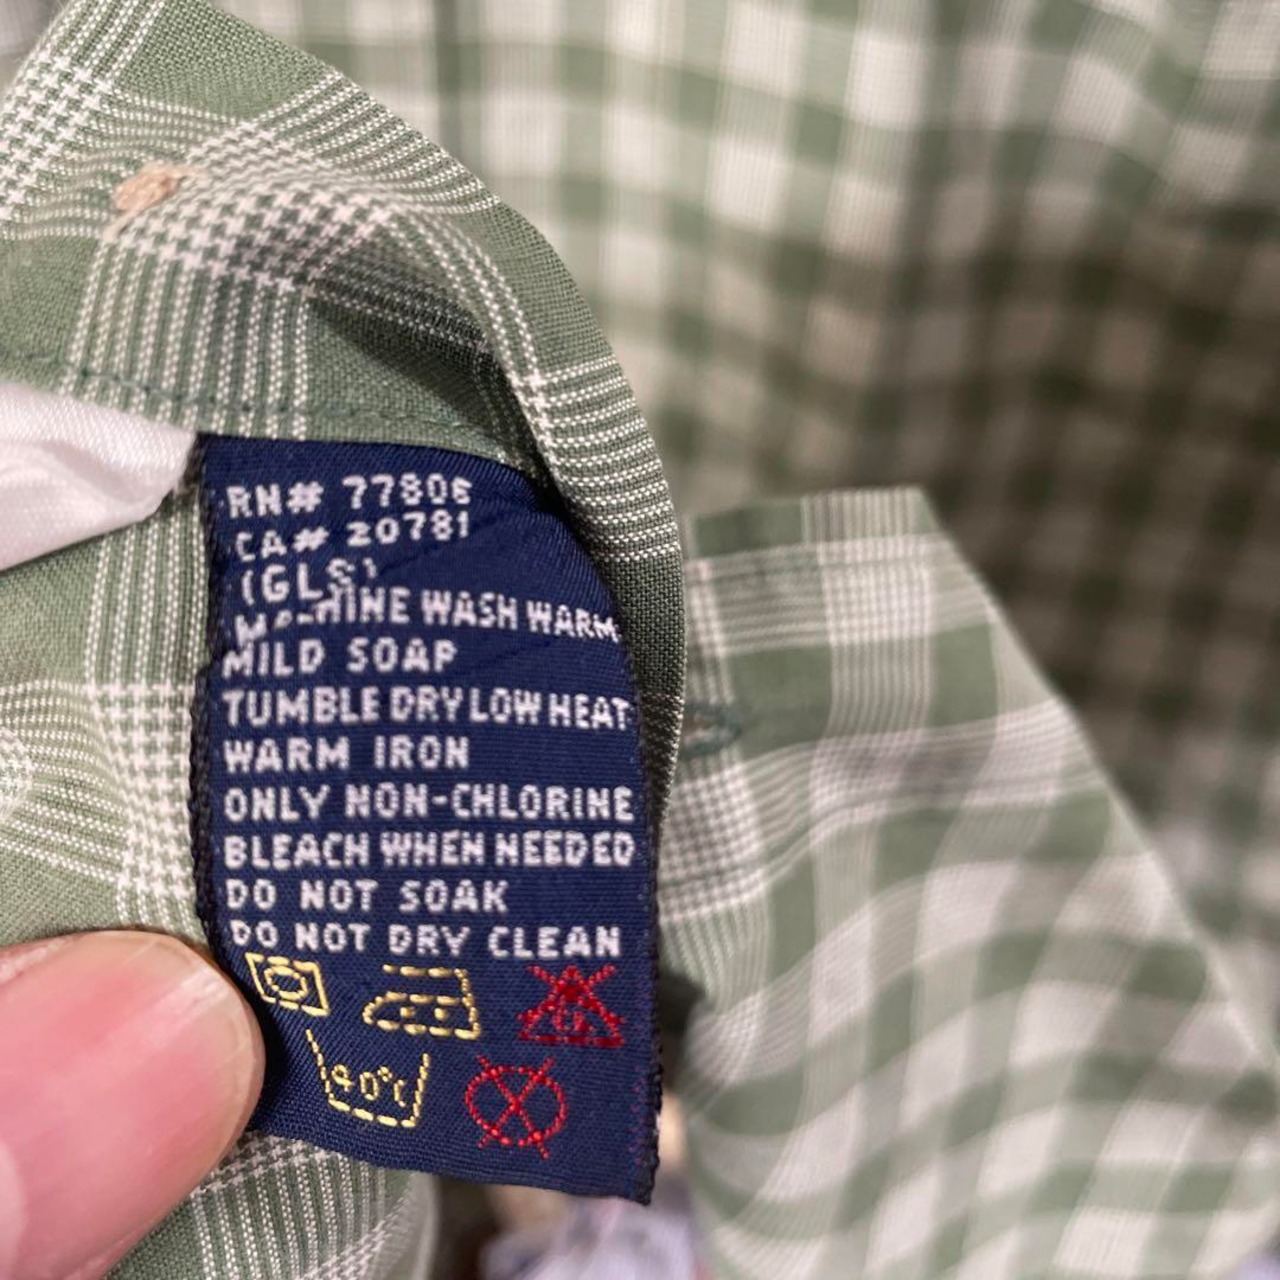 RN# 77806
CA# 20781
(GLS)
MACHINE WASH WARM
MILD SOAP
TUMBLE DRY LOW HEAT
WARM IRON
ONLY NON-CHLORINE
BLEACH WHEN NEEDED
DO NOT SOAK
DO NOT DRY CLEAN
40°C